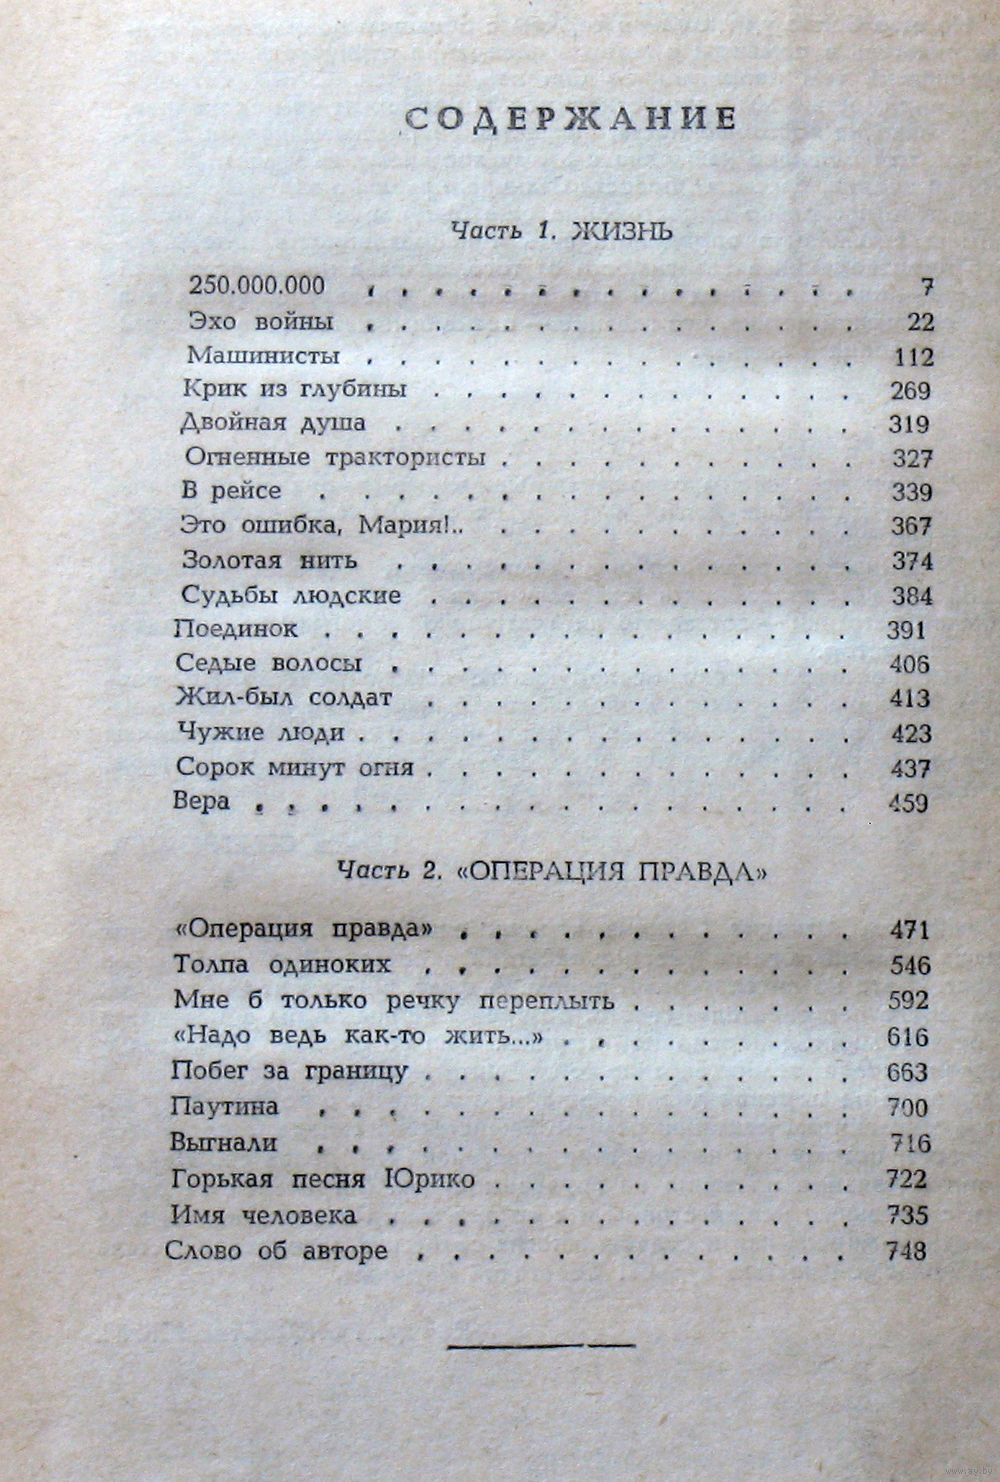 СОДЕРЖАНИЕ
Часть 1. ЖИЗНЬ
250.000.000 . . . . . . . . . . . . . . . 7
Эхо войны . . . . . . . . . . . . . . . 22
Машинисты . . . . . . . . . . . . . . . 112
Крик из глубины . . . . . . . . . . . . . 269
Двойная душа . . . . . . . . . . . . . . 319
Огненные трактористы . . . . . . . . . . . 327
В рейсе . . . . . . . . . . . . . . . . 339
Это ошибка, Мария!.. . . . . . . . . . . . 367
Золотая нить . . . . . . . . . . . . . . 374
Судьбы людские . . . . . . . . . . . . . 384
Поединок . . . . . . . . . . . . . . . . 391
Седые волосы . . . . . . . . . . . . . . 406
Жил-был солдат . . . . . . . . . . . . . 413
Чужие люди . . . . . . . . . . . . . . . 423
Сорок минут огня . . . . . . . . . . . . . 437
Вера . . . . . . . . . . . . . . . . . . 459
Часть 2. «ОПЕРАЦИЯ ПРАВДА»
«Операция правда» . . . . . . . . . . . . 471
Толпа одиноких . . . . . . . . . . . . . 546
Мне б только речку переплыть . . . . . . . 592
«Надо ведь как-то жить...» . . . . . . . . . 616
Побег за границу . . . . . . . . . . . . . 663
Паутина . . . . . . . . . . . . . . . . 700
Выгнали . . . . . . . . . . . . . . . . 716
Горькая песня Юрико . . . . . . . . . . . 722
Имя человека . . . . . . . . . . . . . . 735
Слово об авторе . . . . . . . . . . . . . 748
www.ay.by